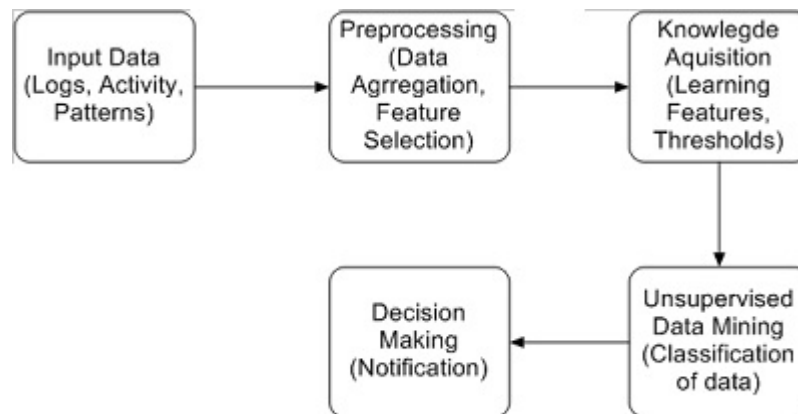 Input Data
(Logs, Activity,
Patterns)
Preprocessing
(Data
Agrregation,
Feature
Selection)
Knowlegde
Aquisition
(Learning
Features,
Thresholds)
Unsupervised
Data Mining
(Classification
of data)
Decision
Making
(Notification)